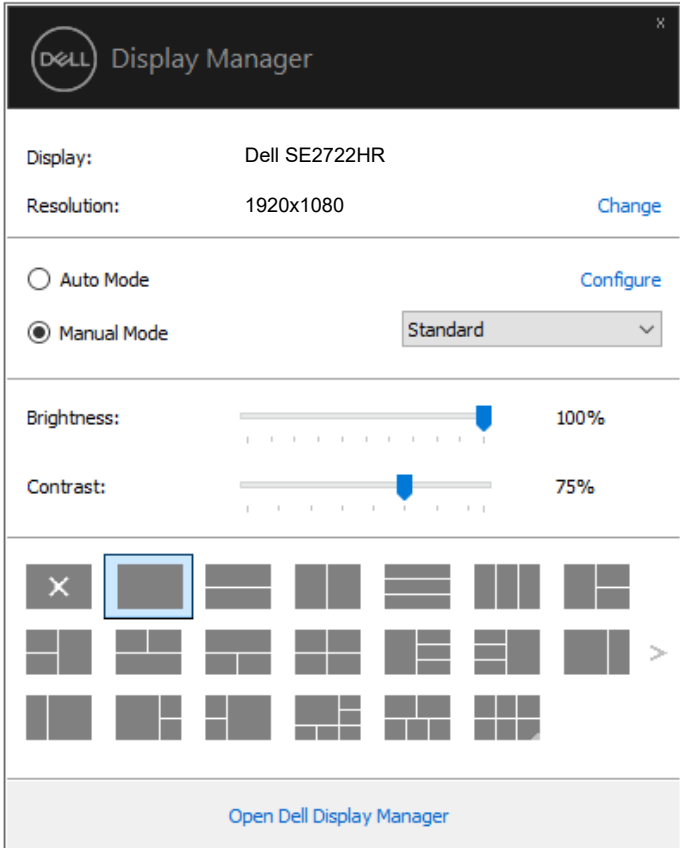 x
DELL Display Manager
Display: Dell SE2722HR
Resolution: 1920x1080 Change
Auto Mode Configure
Manual Mode Standard
Brightness: 100%
Contrast: 75%
Open Dell Display Manager